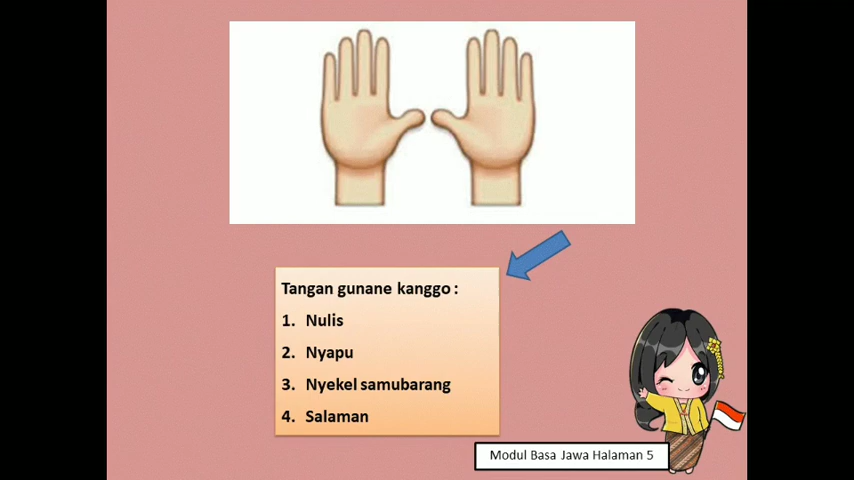 Tangan gunane kanggo :
1. Nulis
2. Nyapu
3. Nyekel samubarang
4. Salaman
Modul Basa Jawa Halaman 5